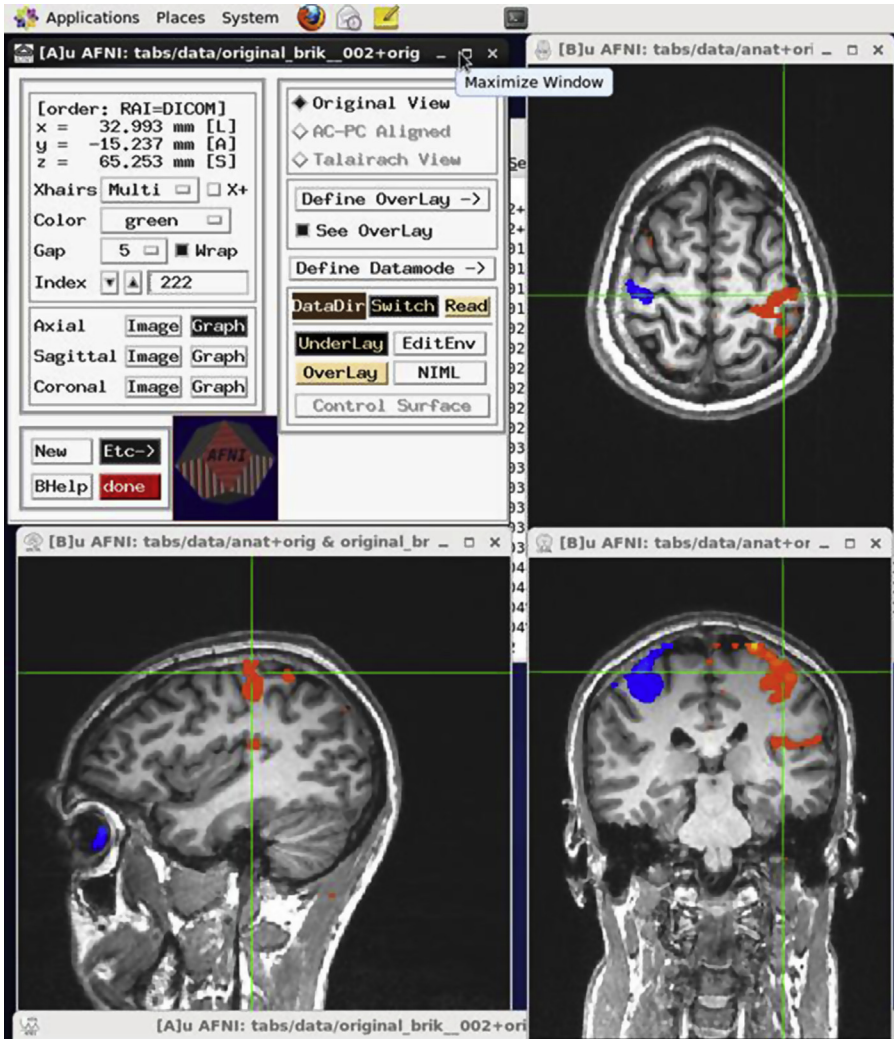 Applications Places System
[A]u AFNI: tabs/data/original_brik__002+orig
[B]u AFNI: tabs/data/anat+ori
Maximize Window
[order: RAI=DICOM]
x = 32.993 mm [L]
y = -15.237 mm [A]
z = 65.253 mm [S]
Xhairs Multi X+
Color green
Gap 5 Wrap
Index 222
Axial Image Graph
Sagittal Image Graph
Coronal Image Graph
New Etc->
BHelp done
AFNI
Original View
AC-PC Aligned
Talairach View
Define OverLay ->
See OverLay
Define Datamode ->
DataDir Switch Read
UnderLay EditEnv
OverLay NIML
Control Surface
[B]u AFNI: tabs/data/anat+orig & original_br
[B]u AFNI: tabs/data/anat+or
[A]u AFNI: tabs/data/original_brik__002+ori